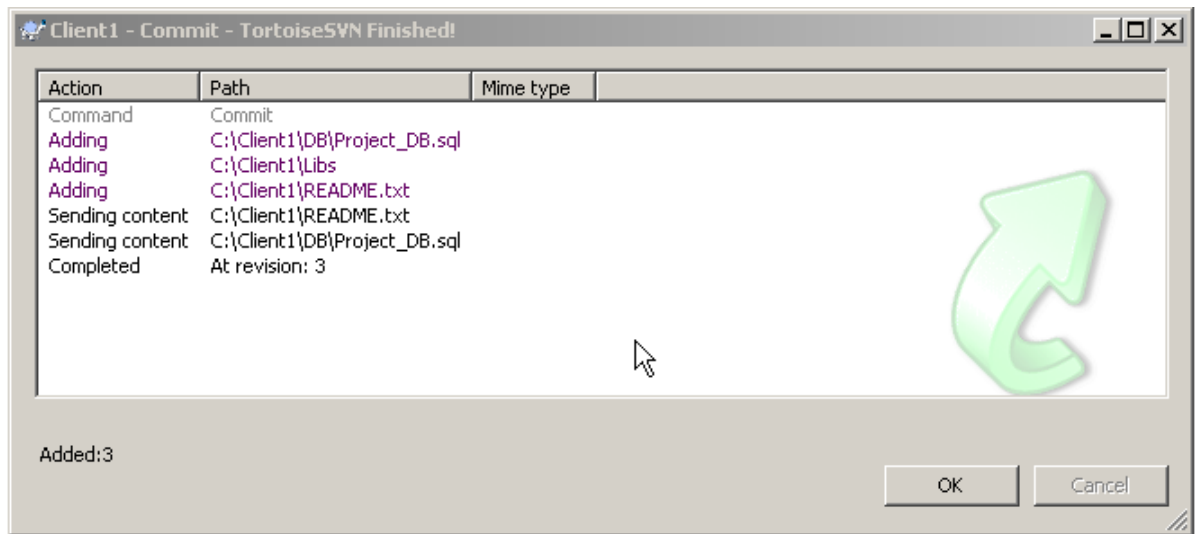 Client1 - Commit - TortoiseSVN Finished!
Action Path Mime type
Command Commit
Adding C:\Client1\DB\Project_DB.sql
Adding C:\Client1\Libs
Adding C:\Client1\README.txt
Sending content C:\Client1\README.txt
Sending content C:\Client1\DB\Project_DB.sql
Completed At revision: 3
Added:3
OK Cancel